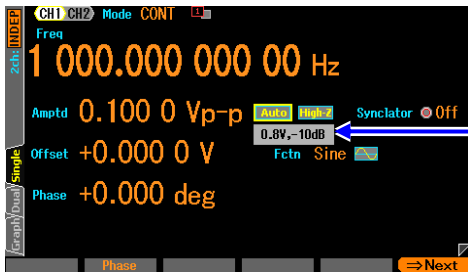 CH1 CH2 Mode CONT 1
2ch: INDEP
Freq
1 000.000 000 00 Hz
Amptd 0.100 0 Vp-p Auto High-Z Synclator Off
0.8V,-10dB
Offset +0.000 0 V Fctn Sine
Phase +0.000 deg
Single
Dual
Graph
Phase ⇒Next